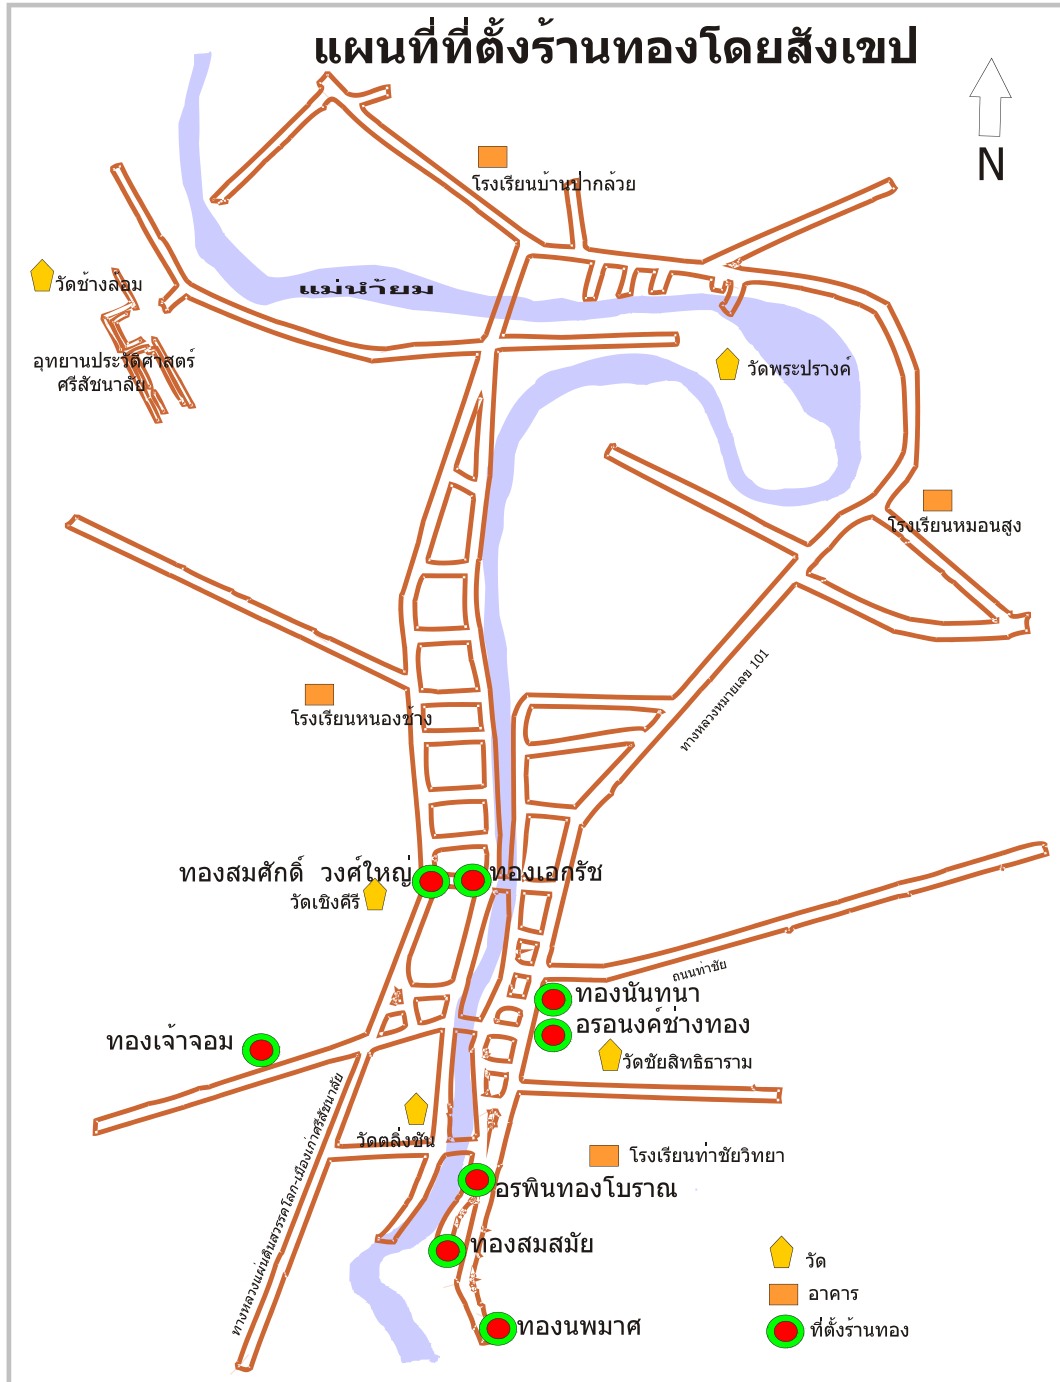 แผนที่ที่ตั้งร้านทองโดยสังเขป
N
โรงเรียนบ้านป่ากล้วย
วัดช้างล้อม
แม่น้ำยม
อุทยานประวัติศาสตร์
ศรีสัชนาลัย
วัดพระปรางค์
โรงเรียนหมอนสูง
ทางหลวงหมายเลข 101
โรงเรียนหนองช้าง
ทองสมศักดิ์ วงศ์ใหญ่
ทองเอกรัช
วัดเชิงคีรี
ถนนท่าชัย
ทองนันทนา
อรอนงค์ช่างทอง
ทองเจ้าจอม
วัดชัยสิทธิธาราม
ทางหลวงแผ่นดินสวรรคโลก-เมืองเก่าศรีสัชนาลัย
วัดตลิ่งชัน
โรงเรียนท่าชัยวิทยา
อรพินทองโบราณ
ทองสมสมัย
ทองนพมาศ
วัด
อาคาร
ที่ตั้งร้านทอง